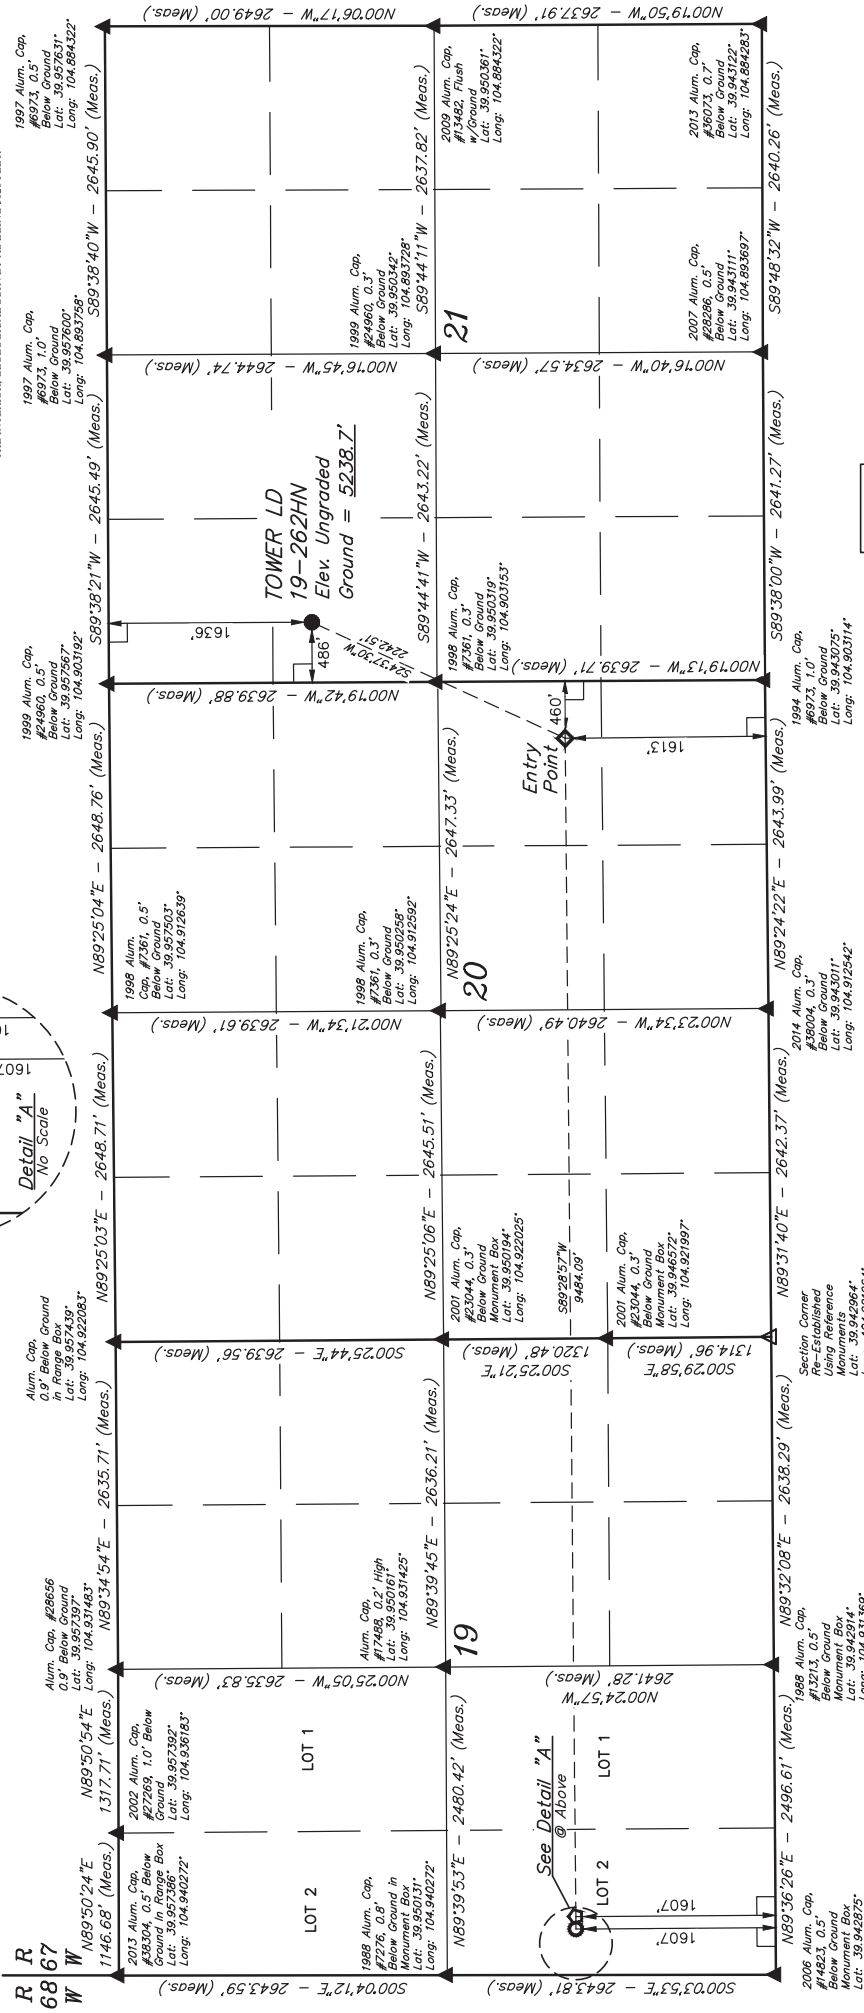 R R
68 67
W W
N89°50'24"E
1146.68' (Meas.)
N89°50'54"E
1317.71' (Meas.)
N89°34'54"E - 2635.71' (Meas.)
N89°25'03"E - 2648.71' (Meas.)
N89°25'04"E - 2648.76' (Meas.)
S89°38'21"W - 2645.49' (Meas.)
S89°38'40"W - 2645.90' (Meas.)
2013 Alum. Cap,
#38304, 0.5' Below
Ground In Range Box
Lat: 39.957386°
Long: 104.940272°
2002 Alum. Cap,
#27269, 1.0' Below
Ground
Lat: 39.957392°
Long: 104.936183°
Alum. Cap, #28656
0.9' Below Ground
Lat: 39.957397°
Long: 104.931483°
Alum. Cap,
0.9' Below Ground
in Range Box
Lat: 39.957439°
Long: 104.922083°
Detail "A"
No Scale
1998 Alum.
Cap, #7361, 0.5'
Below Ground
Lat: 39.957503°
Long: 104.912639°
1999 Alum. Cap,
#24960, 0.5'
Below Ground
Lat: 39.957567°
Long: 104.903192°
1997 Alum. Cap,
#6973, 1.0'
Below Ground
Lat: 39.957600°
Long: 104.893758°
1997 Alum. Cap,
#6973, 0.5'
Below Ground
Lat: 39.957631°
Long: 104.884322°
S00°04'12"E - 2643.59' (Meas.)
LOT 2
LOT 1
N00°25'05"W - 2635.83' (Meas.)
S00°25'44"E - 2639.56' (Meas.)
N00°21'34"W - 2639.61' (Meas.)
N00°19'42"W - 2639.88' (Meas.)
1636'
486'
TOWER LD
19-262HN
Elev. Ungraded
Ground = 5238.7'
S24°37'30"W
2242.51'
N00°16'45"W - 2644.74' (Meas.)
N00°06'17"W - 2649.00' (Meas.)
1988 Alum. Cap,
#7276, 0.8'
Below Ground in
Monument Box
Lat: 39.950131°
Long: 104.940272°
Alum. Cap,
#17488, 0.2' High
Lat: 39.950161°
Long: 104.931425°
1998 Alum. Cap,
#7361, 0.3'
Below Ground
Lat: 39.950258°
Long: 104.912592°
1999 Alum. Cap,
#24960, 0.3'
Below Ground
Lat: 39.950342°
Long: 104.893728°
N89°39'53"E - 2480.42' (Meas.)
N89°39'45"E - 2636.21' (Meas.)
N89°25'06"E - 2645.51' (Meas.)
N89°25'24"E - 2647.33' (Meas.)
S89°44'41"W - 2643.22' (Meas.)
S89°44'11"W - 2637.82' (Meas.)
19
20
21
2001 Alum. Cap,
#23044, 0.3'
Below Ground
Monument Box
Lat: 39.950194°
Long: 104.922025°
1998 Alum. Cap,
#7361, 0.3'
Below Ground
Lat: 39.950319°
Long: 104.903153°
2009 Alum. Cap,
#13482, Flush
w/Ground
Lat: 39.950361°
Long: 104.884322°
S00°03'53"E - 2643.81' (Meas.)
See Detail "A"
@ Above
LOT 2
LOT 1
1607'
1607'
N00°24'57"W
2641.28' (Meas.)
S00°25'21"E
1320.48' (Meas.)
S89°28'57"W
9484.09'
2001 Alum. Cap,
#23044, 0.3'
Below Ground
Monument Box
Lat: 39.946572°
Long: 104.921997°
S00°29'58"E
1314.96' (Meas.)
N00°23'34"W - 2640.49' (Meas.)
Entry
Point
460'
1613'
N00°19'13"W - 2639.71' (Meas.)
N00°16'40"W - 2634.57' (Meas.)
N00°19'50"W - 2637.91' (Meas.)
2007 Alum. Cap,
#28286, 0.5'
Below Ground
Lat: 39.943111°
Long: 104.893697°
2013 Alum. Cap,
#36073, 0.7'
Below Ground
Lat: 39.943122°
Long: 104.884283°
N89°36'26"E - 2496.61' (Meas.)
N89°32'08"E - 2638.29' (Meas.)
N89°31'40"E - 2642.37' (Meas.)
N89°24'22"E - 2643.99' (Meas.)
S89°38'00"W - 2641.27' (Meas.)
S89°48'32"W - 2640.26' (Meas.)
2006 Alum. Cap,
#14823, 0.5'
Below Ground
Monument Box
Lat: 39.942875°
1988 Alum. Cap,
#13213, 0.5'
Below Ground
Monument Box
Lat: 39.942914°
Long: 104.931369°
Section Corner
Re-Established
Using Reference
Monuments
Lat: 39.942964°
2014 Alum. Cap,
#38004, 0.3'
Below Ground
Lat: 39.943011°
Long: 104.912542°
1994 Alum. Cap,
#6973, 1.0'
Below Ground
Lat: 39.943075°
Long: 104.903114°